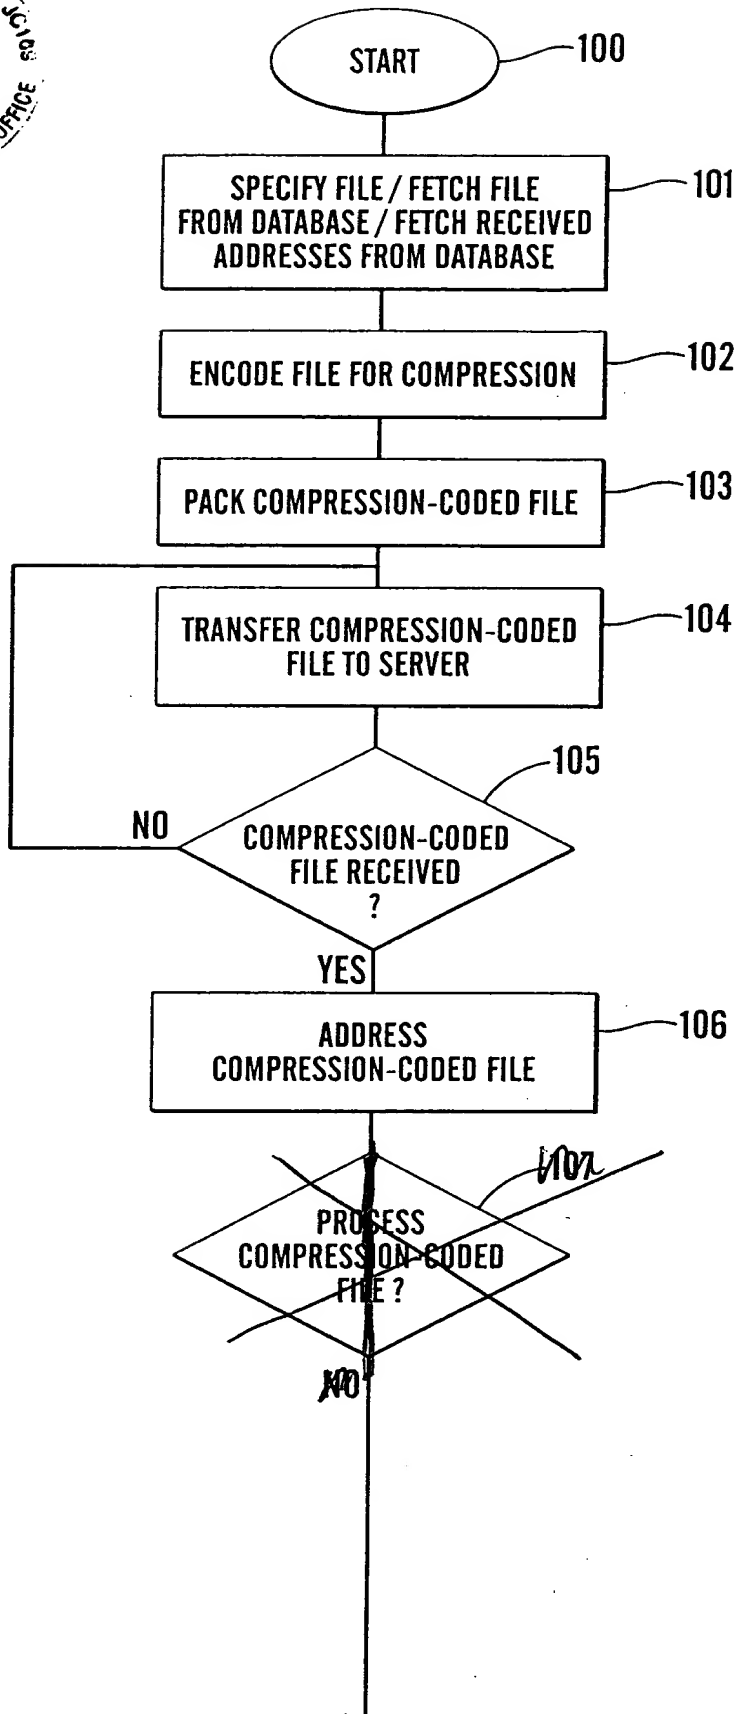 OFFICE
START
100
SPECIFY FILE / FETCH FILE
FROM DATABASE / FETCH RECEIVED
ADDRESSES FROM DATABASE
101
ENCODE FILE FOR COMPRESSION
102
PACK COMPRESSION-CODED FILE
103
TRANSFER COMPRESSION-CODED
FILE TO SERVER
104
105
NO
COMPRESSION-CODED
FILE RECEIVED
?
YES
ADDRESS
COMPRESSION-CODED FILE
106
107
PROCESS
COMPRESSION-CODED
FILE ?
NO